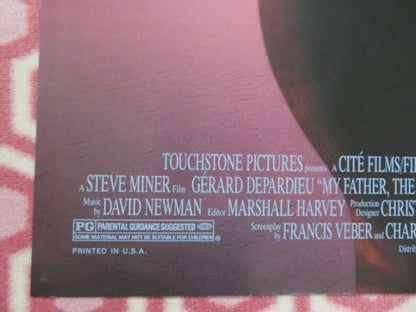 TOUCHSTONE PICTURES presents A CITÉ FILMS/FI
A STEVE MINER Film GÉRARD DEPARDIEU "MY FATHER, THE
Music by DAVID NEWMAN Editor MARSHALL HARVEY Production Designer CHRIST
Screenplay by FRANCIS VEBER and CHAR
PG PARENTAL GUIDANCE SUGGESTED
SOME MATERIAL MAY NOT BE SUITABLE FOR CHILDREN ®
Distrib
PRINTED IN U.S.A.